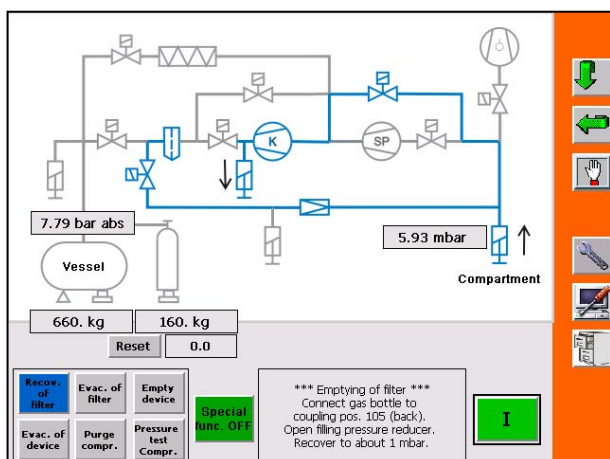 K
SP
7.79 bar abs
5.93 mbar
Vessel
Compartment
660. kg
160. kg
Reset
0.0
Recov.
of
filter
Evac. of
filter
Empty
device
Evac. of
device
Purge
compr.
Pressure
test
Compr.
Special
func. OFF
*** Emptying of filter ***
Connect gas bottle to
coupling pos. 105 (back).
Open filling pressure reducer.
Recover to about 1 mbar.
I